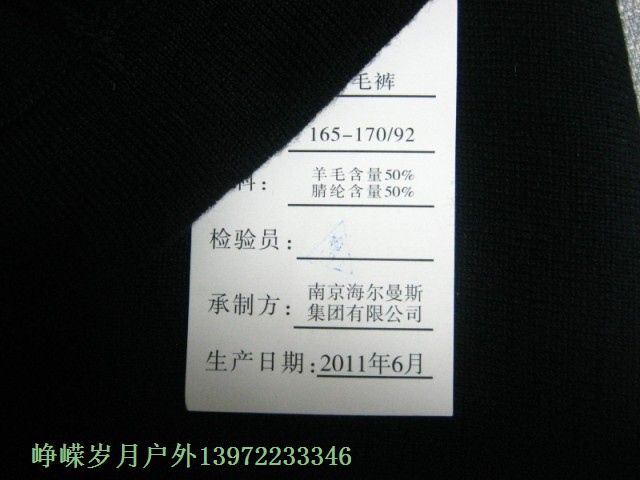 毛裤
165-170/92
料: 羊毛含量50%
腈纶含量50%
检验员:
承制方: 南京海尔曼斯
集团有限公司
生产日期: 2011年6月
峥嵘岁月户外13972233346